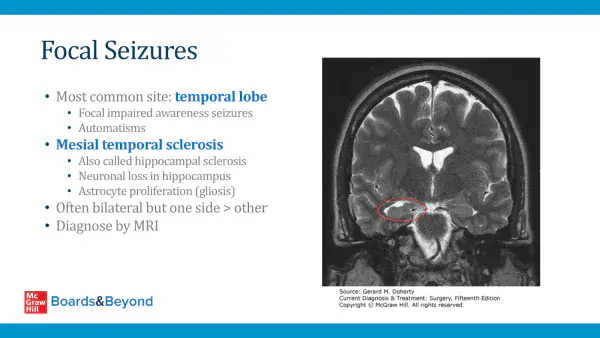 Focal Seizures
• Most common site: temporal lobe
• Focal impaired awareness seizures
• Automatisms
• Mesial temporal sclerosis
• Also called hippocampal sclerosis
• Neuronal loss in hippocampus
• Astrocyte proliferation (gliosis)
• Often bilateral but one side > other
• Diagnose by MRI
Source: Gerard M. Doherty
Current Diagnosis & Treatment: Surgery, Fifteenth Edition
Copyright © McGraw Hill. All rights reserved.
Mc
Graw
Hill
Boards&Beyond